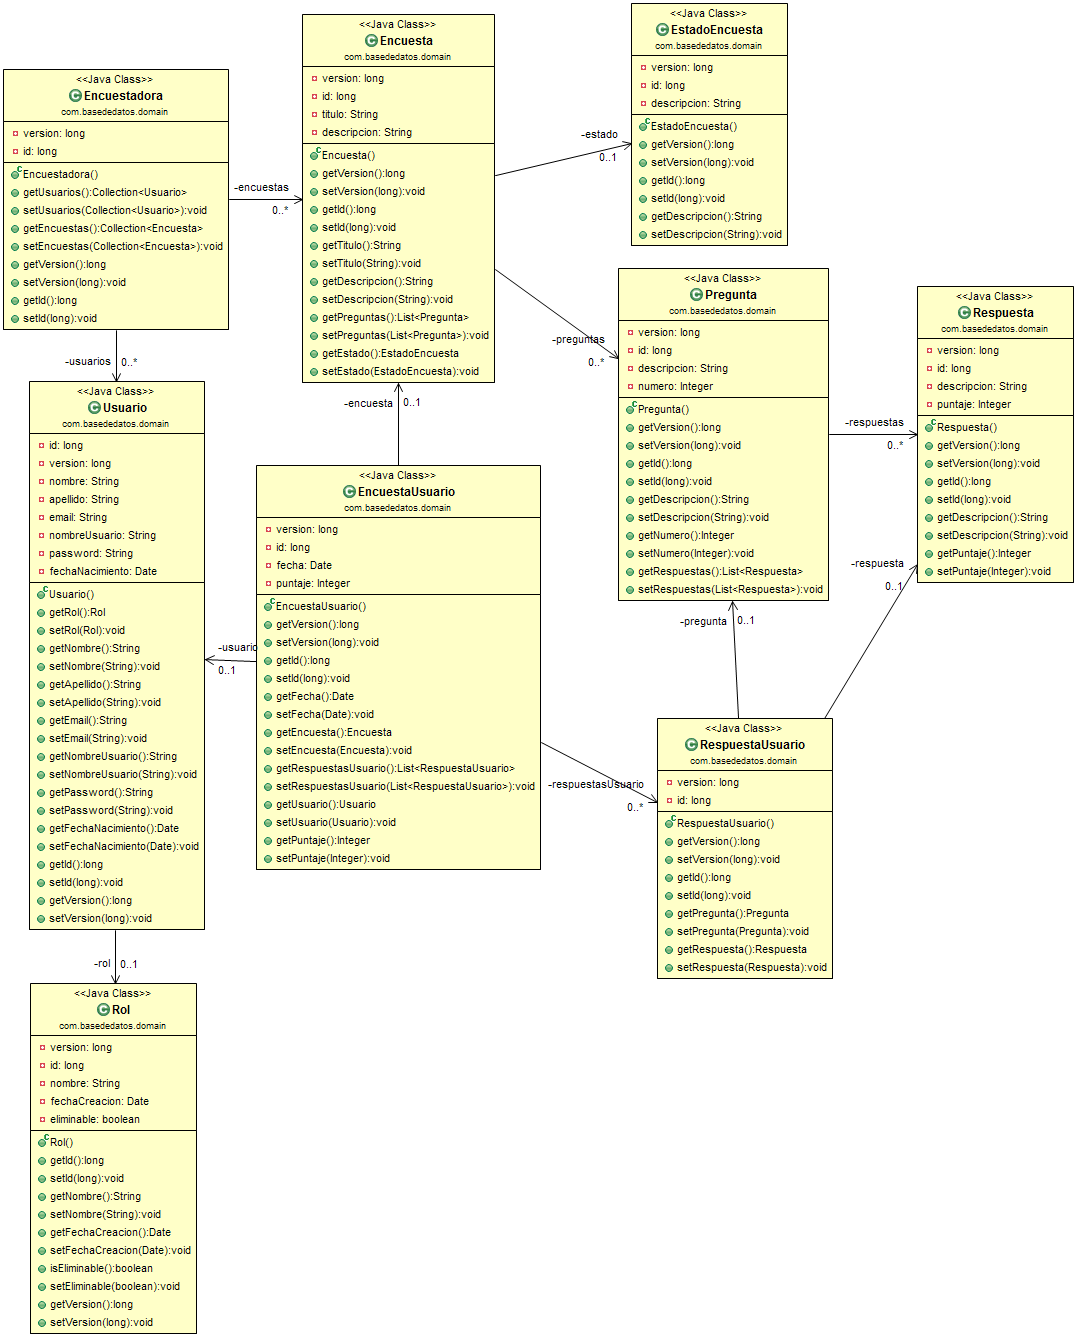 <<Java Class>>
Encuestadora
com.basededatos.domain
version: long
id: long
Encuestadora()
getUsuarios():Collection<Usuario>
setUsuarios(Collection<Usuario>):void
getEncuestas():Collection<Encuesta>
setEncuestas(Collection<Encuesta>):void
getVersion():long
setVersion(long):void
getId():long
setId(long):void
-encuestas
0..*
-usuarios
0..*
<<Java Class>>
Encuesta
com.basededatos.domain
version: long
id: long
titulo: String
descripcion: String
Encuesta()
getVersion():long
setVersion(long):void
getId():long
setId(long):void
getTitulo():String
setTitulo(String):void
getDescripcion():String
setDescripcion(String):void
getPreguntas():List<Pregunta>
setPreguntas(List<Pregunta>):void
getEstado():EstadoEncuesta
setEstado(EstadoEncuesta):void
-estado
0..1
-preguntas
0..*
<<Java Class>>
EstadoEncuesta
com.basededatos.domain
version: long
id: long
descripcion: String
EstadoEncuesta()
getVersion():long
setVersion(long):void
getId():long
setId(long):void
getDescripcion():String
setDescripcion(String):void
<<Java Class>>
Pregunta
com.basededatos.domain
version: long
id: long
descripcion: String
numero: Integer
Pregunta()
getVersion():long
setVersion(long):void
getId():long
setId(long):void
getDescripcion():String
setDescripcion(String):void
getNumero():Integer
setNumero(Integer):void
getRespuestas():List<Respuesta>
setRespuestas(List<Respuesta>):void
-respuestas
0..*
<<Java Class>>
Respuesta
com.basededatos.domain
version: long
id: long
descripcion: String
puntaje: Integer
Respuesta()
getVersion():long
setVersion(long):void
getId():long
setId(long):void
getDescripcion():String
setDescripcion(String):void
getPuntaje():Integer
setPuntaje(Integer):void
<<Java Class>>
Usuario
com.basededatos.domain
id: long
version: long
nombre: String
apellido: String
email: String
nombreUsuario: String
password: String
fechaNacimiento: Date
Usuario()
getRol():Rol
setRol(Rol):void
getNombre():String
setNombre(String):void
getApellido():String
setApellido(String):void
getEmail():String
setEmail(String):void
getNombreUsuario():String
setNombreUsuario(String):void
getPassword():String
setPassword(String):void
getFechaNacimiento():Date
setFechaNacimiento(Date):void
getId():long
setId(long):void
getVersion():long
setVersion(long):void
-rol
0..1
-encuesta
0..1
<<Java Class>>
EncuestaUsuario
com.basededatos.domain
version: long
id: long
fecha: Date
puntaje: Integer
EncuestaUsuario()
getVersion():long
setVersion(long):void
getId():long
setId(long):void
getFecha():Date
setFecha(Date):void
getEncuesta():Encuesta
setEncuesta(Encuesta):void
getRespuestasUsuario():List<RespuestaUsuario>
setRespuestasUsuario(List<RespuestaUsuario>):void
getUsuario():Usuario
setUsuario(Usuario):void
getPuntaje():Integer
setPuntaje(Integer):void
-usuario
0..1
-respuestasUsuario
0..*
-pregunta
0..1
-respuesta
0..1
<<Java Class>>
RespuestaUsuario
com.basededatos.domain
version: long
id: long
RespuestaUsuario()
getVersion():long
setVersion(long):void
getId():long
setId(long):void
getPregunta():Pregunta
setPregunta(Pregunta):void
getRespuesta():Respuesta
setRespuesta(Respuesta):void
<<Java Class>>
Rol
com.basededatos.domain
version: long
id: long
nombre: String
fechaCreacion: Date
eliminable: boolean
Rol()
getId():long
setId(long):void
getNombre():String
setNombre(String):void
getFechaCreacion():Date
setFechaCreacion(Date):void
isEliminable():boolean
setEliminable(boolean):void
getVersion():long
setVersion(long):void